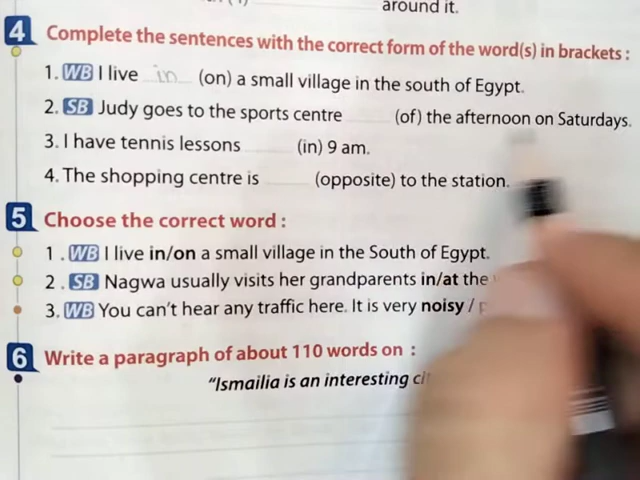 around it.
4 Complete the sentences with the correct form of the word(s) in brackets :
1. WB I live in (on) a small village in the south of Egypt.
2. SB Judy goes to the sports centre (of) the afternoon on Saturdays.
3. I have tennis lessons (in) 9 am.
4. The shopping centre is (opposite) to the station.
5 Choose the correct word :
1 . WB I live in/on a small village in the South of Egypt.
2 . SB Nagwa usually visits her grandparents in/at the
3. WB You can't hear any traffic here. It is very noisy /
6 Write a paragraph of about 110 words on :
"Ismailia is an interesting